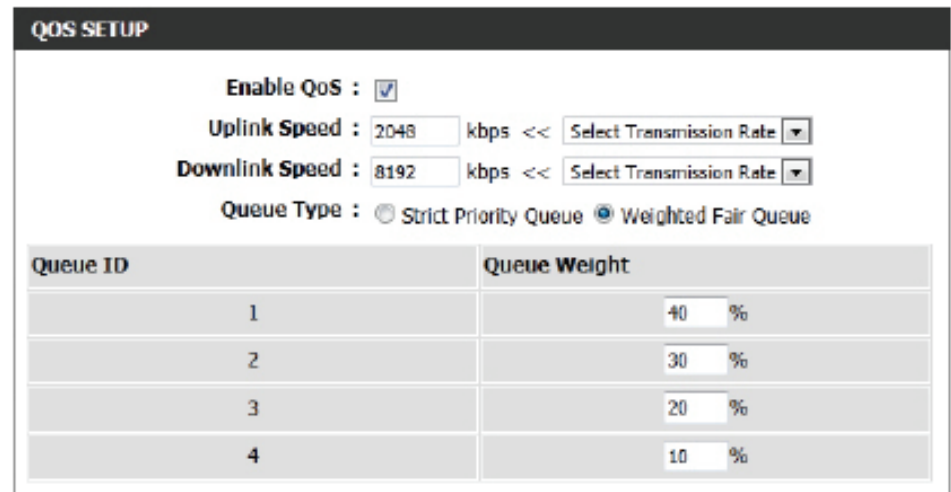 QOS SETUP
Enable QoS :
Uplink Speed : 2048 kbps << Select Transmission Rate
Downlink Speed : 8192 kbps << Select Transmission Rate
Queue Type : Strict Priority Queue Weighted Fair Queue
Queue ID Queue Weight
1 40 %
2 30 %
3 20 %
4 10 %